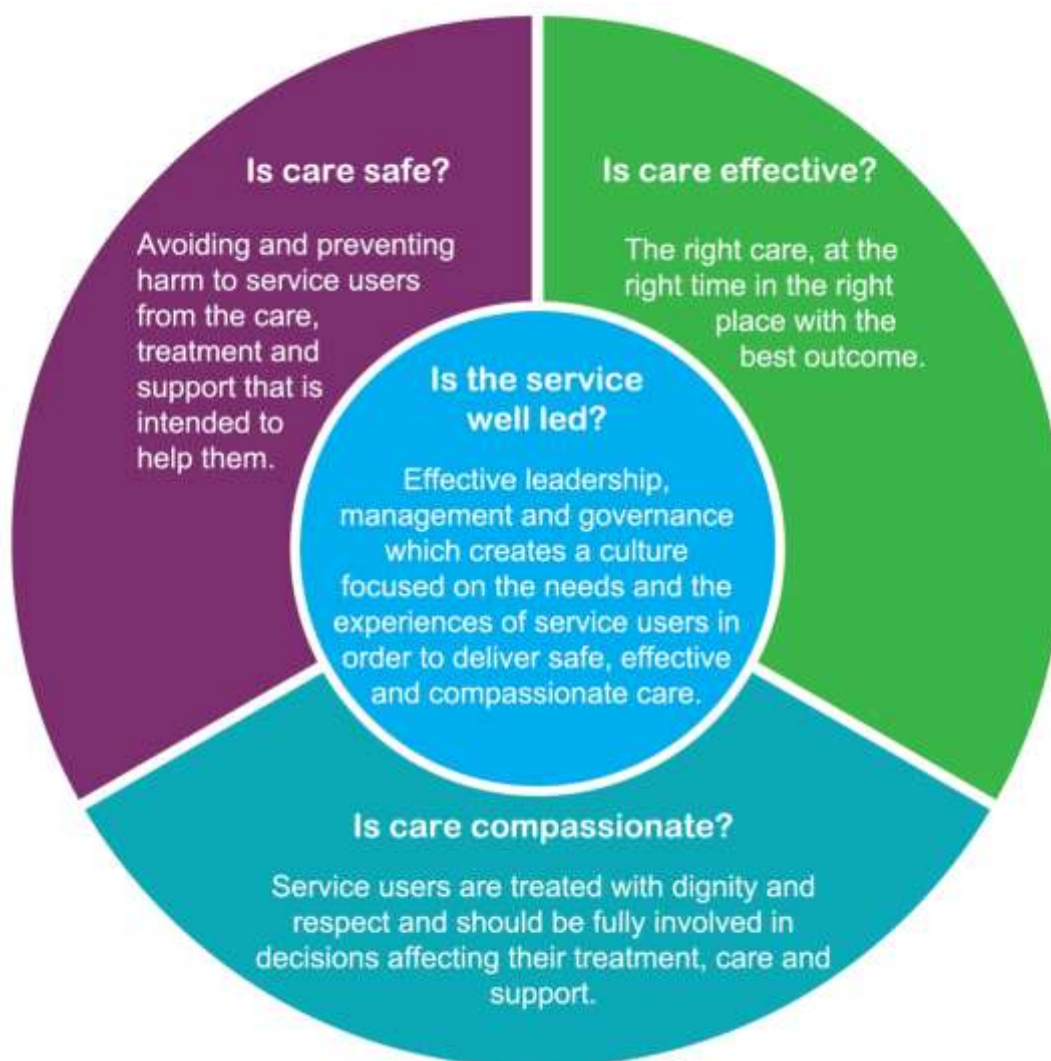 Is care safe?
Avoiding and preventing
harm to service users
from the care,
treatment and
support that is
intended to
help them.
Is care effective?
The right care, at the
right time in the right
place with the
best outcome.
Is the service
well led?
Effective leadership,
management and governance
which creates a culture
focused on the needs and the
experiences of service users in
order to deliver safe, effective
and compassionate care.
Is care compassionate?
Service users are treated with dignity and
respect and should be fully involved in
decisions affecting their treatment, care and
support.